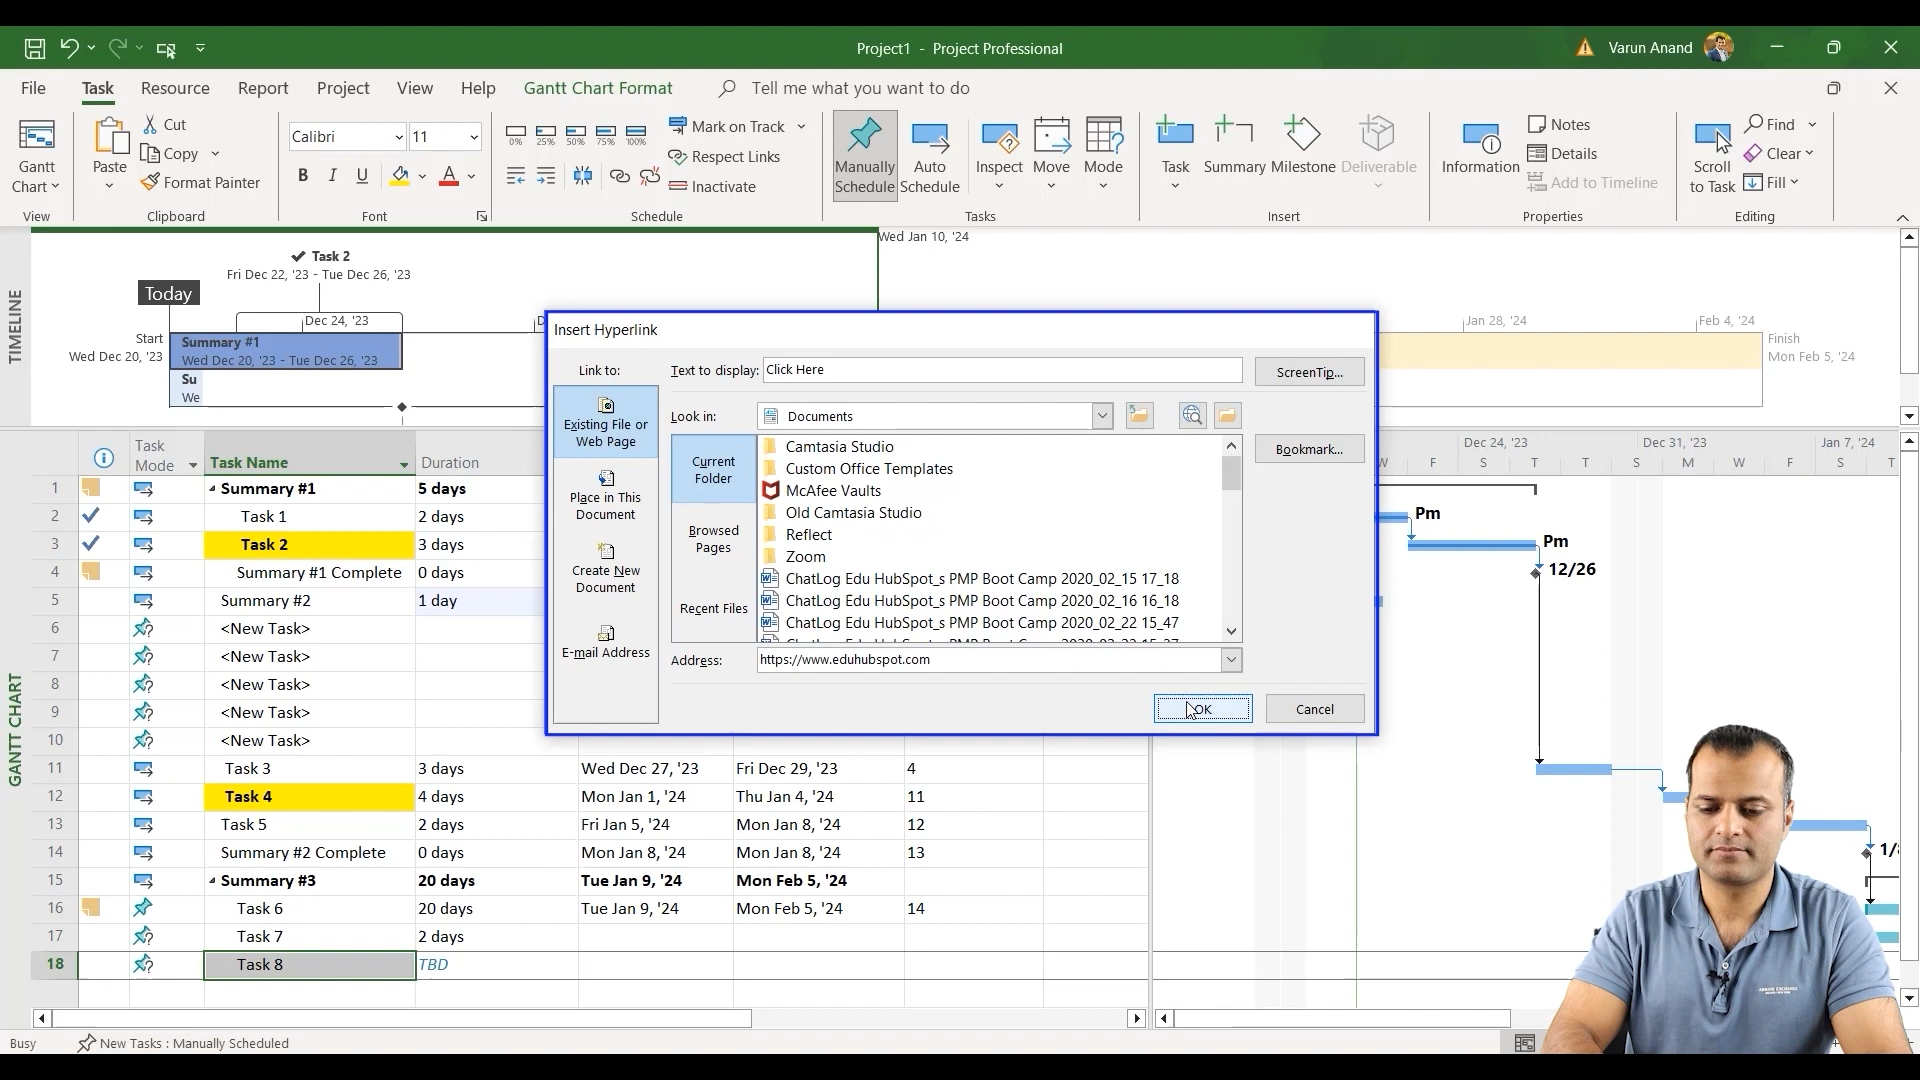 Project1 - Project Professional
Varun Anand
File Task Resource Report Project View Help Gantt Chart Format Tell me what you want to do
Gantt Chart
View
Paste
Cut
Copy
Format Painter
Clipboard
Calibri 11
B I U A
Font
0% 25% 50% 75% 100%
Mark on Track
Respect Links
Inactivate
Schedule
Manually Schedule
Auto Schedule
Inspect
Move
Mode
Tasks
Task
Summary
Milestone
Deliverable
Insert
Information
Notes
Details
Add to Timeline
Properties
Scroll to Task
Find
Clear
Fill
Editing
TIMELINE
Wed Jan 10, '24
Task 2
Fri Dec 22, '23 - Tue Dec 26, '23
Today
Dec 24, '23
Jan 28, '24
Feb 4, '24
Start
Wed Dec 20, '23
Summary #1
Wed Dec 20, '23 - Tue Dec 26, '23
Su
We
Finish
Mon Feb 5, '24
Insert Hyperlink
Link to:
Text to display: Click Here
ScreenTip...
Existing File or Web Page
Place in This Document
Create New Document
E-mail Address
Look in: Documents
Bookmark...
Current Folder
Browsed Pages
Recent Files
Camtasia Studio
Custom Office Templates
McAfee Vaults
Old Camtasia Studio
Reflect
Zoom
ChatLog Edu HubSpot_s PMP Boot Camp 2020_02_15 17_18
ChatLog Edu HubSpot_s PMP Boot Camp 2020_02_16 16_18
ChatLog Edu HubSpot_s PMP Boot Camp 2020_02_22 15_47
Address: https://www.eduhubspot.com
OK
Cancel
GANTT CHART
Task Mode
Task Name
Duration
1 Summary #1 5 days
2 Task 1 2 days
3 Task 2 3 days
4 Summary #1 Complete 0 days
5 Summary #2 1 day
6 <New Task>
7 <New Task>
8 <New Task>
9 <New Task>
10 <New Task>
11 Task 3 3 days Wed Dec 27, '23 Fri Dec 29, '23 4
12 Task 4 4 days Mon Jan 1, '24 Thu Jan 4, '24 11
13 Task 5 2 days Fri Jan 5, '24 Mon Jan 8, '24 12
14 Summary #2 Complete 0 days Mon Jan 8, '24 Mon Jan 8, '24 13
15 Summary #3 20 days Tue Jan 9, '24 Mon Feb 5, '24
16 Task 6 20 days Tue Jan 9, '24 Mon Feb 5, '24 14
17 Task 7 2 days
18 Task 8 TBD
Dec 24, '23 Dec 31, '23 Jan 7, '24
W F S T T S M W F S T
Pm
Pm
12/26
Busy
New Tasks : Manually Scheduled